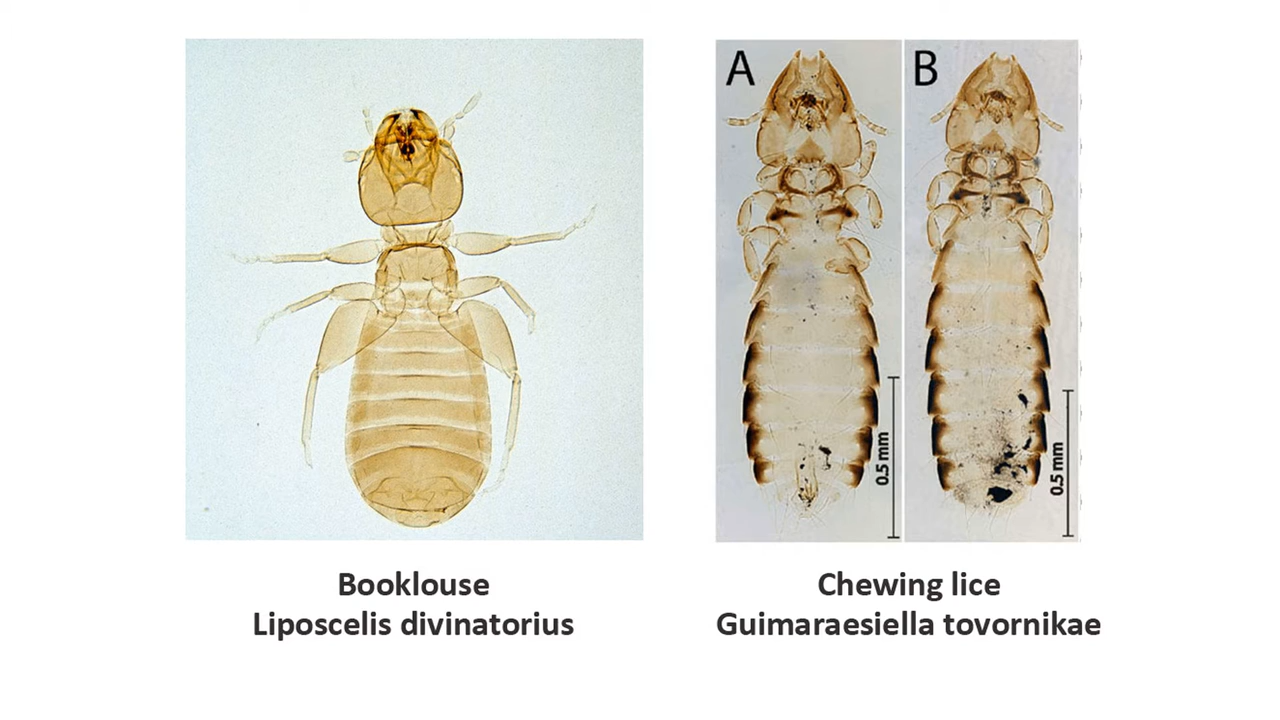 A
B
0.5 mm
0.5 mm
Booklouse
Liposcelis divinatorius
Chewing lice
Guimaraesiella tovornikae